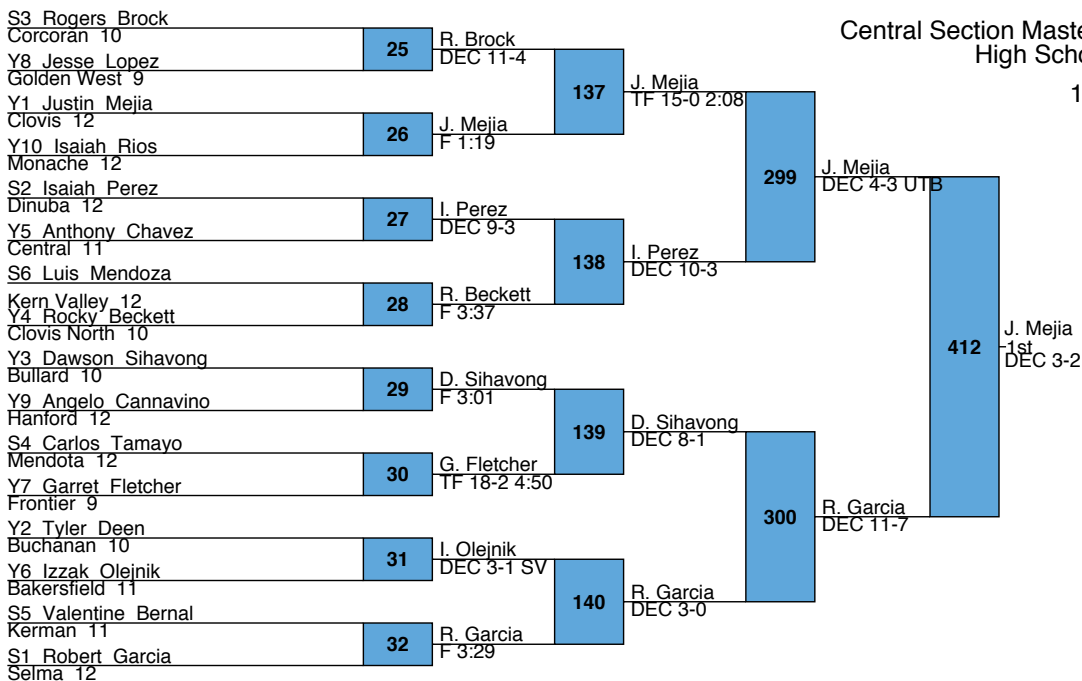 S3 Rogers Brock
Corcoran 10
Y8 Jesse Lopez
Golden West 9
Y1 Justin Mejia
Clovis 12
Y10 Isaiah Rios
Monache 12
S2 Isaiah Perez
Dinuba 12
Y5 Anthony Chavez
Central 11
S6 Luis Mendoza
Kern Valley 12
Y4 Rocky Beckett
Clovis North 10
Y3 Dawson Sihavong
Bullard 10
Y9 Angelo Cannavino
Hanford 12
S4 Carlos Tamayo
Mendota 12
Y7 Garret Fletcher
Frontier 9
Y2 Tyler Deen
Buchanan 10
Y6 Izzak Olejnik
Bakersfield 11
S5 Valentine Bernal
Kerman 11
S1 Robert Garcia
Selma 12
25
26
27
28
29
30
31
32
R. Brock
DEC 11-4
J. Mejia
F 1:19
I. Perez
DEC 9-3
R. Beckett
F 3:37
D. Sihavong
F 3:01
G. Fletcher
TF 18-2 4:50
I. Olejnik
DEC 3-1 SV
R. Garcia
F 3:29
137
138
139
140
J. Mejia
TF 15-0 2:08
I. Perez
DEC 10-3
D. Sihavong
DEC 8-1
R. Garcia
DEC 3-0
299
300
J. Mejia
DEC 4-3 UTB
R. Garcia
DEC 11-7
412
J. Mejia
1st
DEC 3-2
Central Section Maste
High Scho
1